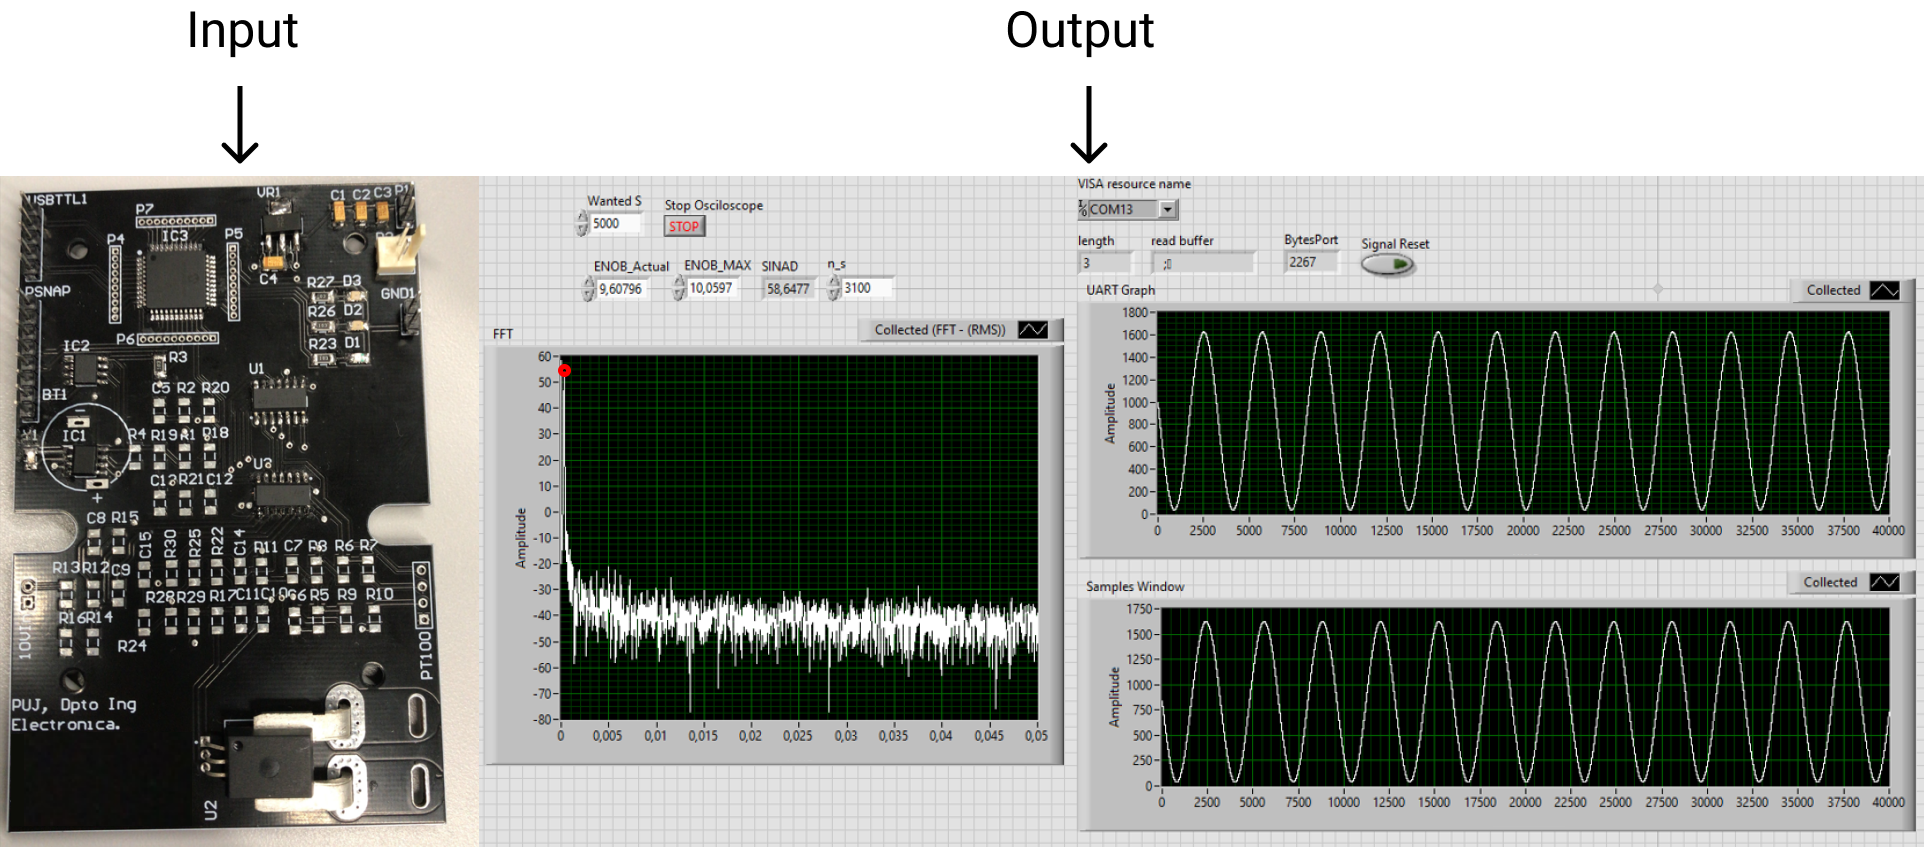 Input
Output
USBTTL1
P7
IC3
P4
P5
VR1
C1 C2 C3 P1
C4
PSNAP
R27 D3
GND1
R26 D2
R23 D1
P6
IC2
R3
U1
C5 R2 R20
BT1
Y1
IC1
R4 R19 R1 R18
C13 R21 C12
+
C8 R15
C15 R30 R25 R22 C14 R11 C7 R8 R6 R7
R13 R12 C9
R28 R29 R17 C11 C10 C6 R5 R9 R10
R16 R14
R24
10VIn
PT100
PUJ, Dpto Ing
Electronica.
U2
Wanted S
5000
Stop Osciloscope
STOP
ENOB_Actual
9,60796
ENOB_MAX
10,0597
SINAD
58,6477
n_s
3100
FFT
Collected (FFT - (RMS))
Amplitude
60
50
40
30
20
10
0
-10
-20
-30
-40
-50
-60
-70
-80
0 0,005 0,01 0,015 0,02 0,025 0,03 0,035 0,04 0,045 0,05
VISA resource name
COM13
length
3
read buffer
BytesPort
2267
Signal Reset
UART Graph
Collected
Amplitude
1800
1600
1400
1200
1000
800
600
400
200
0
0 2500 5000 7500 10000 12500 15000 17500 20000 22500 25000 27500 30000 32500 35000 37500 40000
Samples Window
Collected
Amplitude
1750
1500
1250
1000
750
500
250
0
0 2500 5000 7500 10000 12500 15000 17500 20000 22500 25000 27500 30000 32500 35000 37500 40000